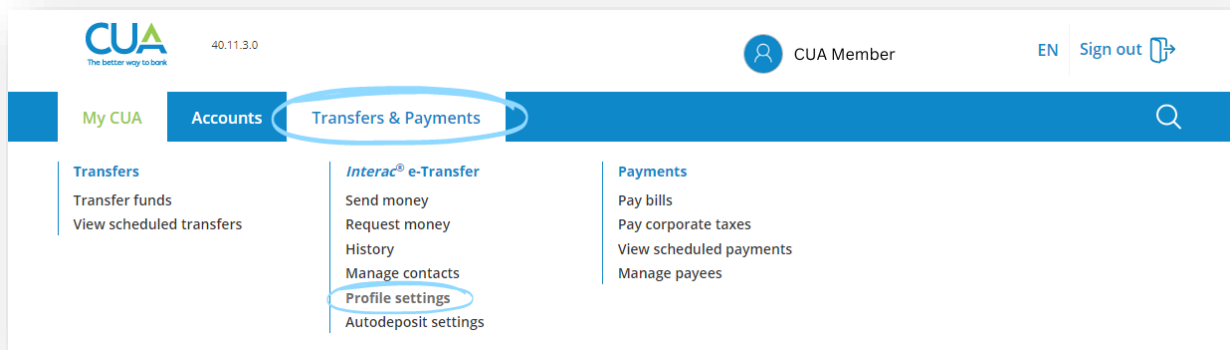 CUA
The better way to bank
40.11.3.0
CUA Member
EN
Sign out
My CUA
Accounts
Transfers & Payments
Transfers
Transfer funds
View scheduled transfers
Interac® e-Transfer
Send money
Request money
History
Manage contacts
Profile settings
Autodeposit settings
Payments
Pay bills
Pay corporate taxes
View scheduled payments
Manage payees